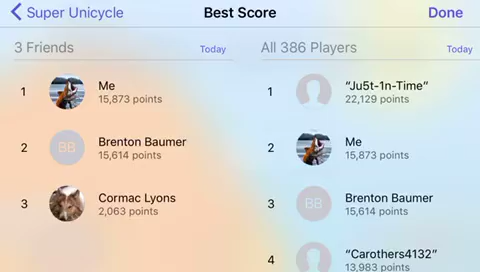 Super Unicycle
Best Score
Done
3 Friends
Today
1
Me
15,873 points
2
BB
Brenton Baumer
15,614 points
3
Cormac Lyons
2,063 points
All 386 Players
Today
1
“Ju5t-1n-Time”
22,129 points
2
Me
15,873 points
3
BB
Brenton Baumer
15,614 points
4
“Carothers4132”
13,983 points